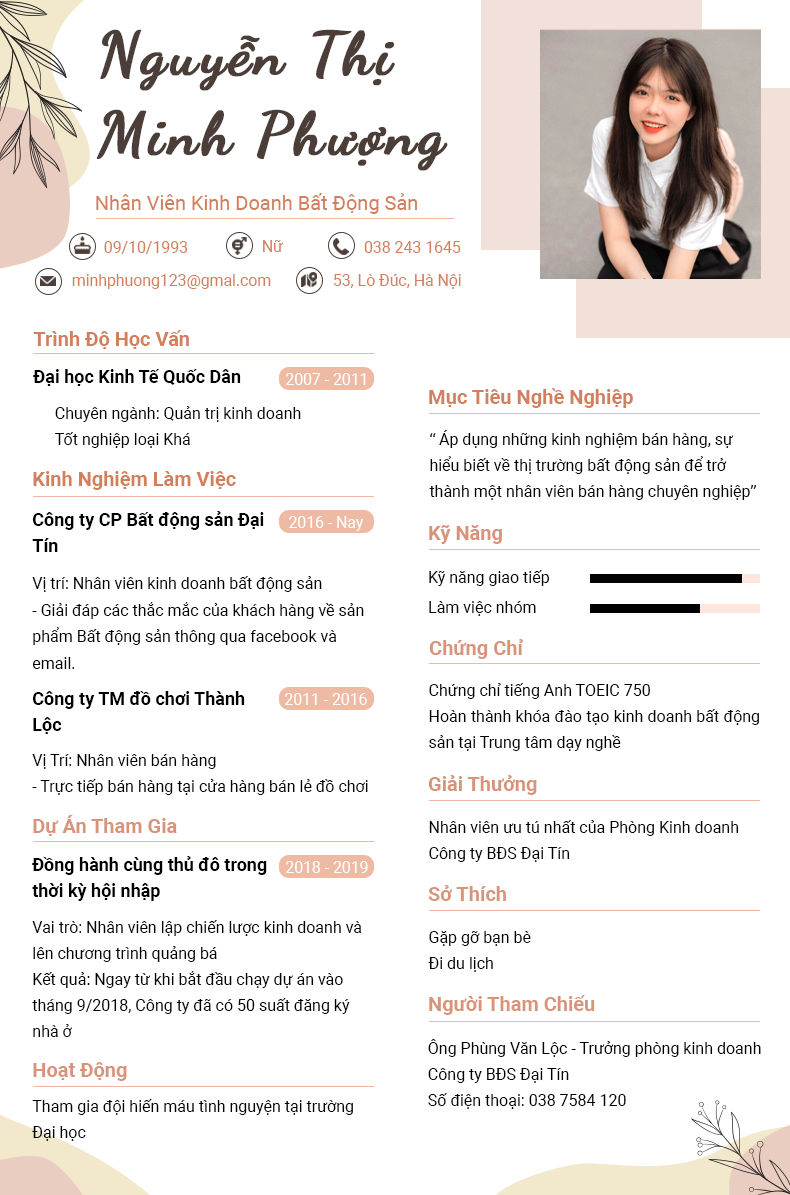 Nguyễn Thị
Minh Phượng
Nhân Viên Kinh Doanh Bất Động Sản
09/10/1993
Nữ
038 243 1645
minhphuong123@gmal.com
53, Lò Đúc, Hà Nội
Trình Độ Học Vấn
Đại học Kinh Tế Quốc Dân
2007 - 2011
Chuyên ngành: Quản trị kinh doanh
Tốt nghiệp loại Khá
Kinh Nghiệm Làm Việc
Công ty CP Bất động sản Đại
Tín
2016 - Nay
Vị trí: Nhân viên kinh doanh bất động sản
- Giải đáp các thắc mắc của khách hàng về sản
phẩm Bất động sản thông qua facebook và
email.
Công ty TM đồ chơi Thành
Lộc
2011 - 2016
Vị Trí: Nhân viên bán hàng
- Trực tiếp bán hàng tại cửa hàng bán lẻ đồ chơi
Dự Án Tham Gia
Đồng hành cùng thủ đô trong
thời kỳ hội nhập
2018 - 2019
Vai trò: Nhân viên lập chiến lược kinh doanh và
lên chương trình quảng bá
Kết quả: Ngay từ khi bắt đầu chạy dự án vào
tháng 9/2018, Công ty đã có 50 suất đăng ký
nhà ở
Hoạt Động
Tham gia đội hiến máu tình nguyện tại trường
Đại học
Mục Tiêu Nghề Nghiệp
“ Áp dụng những kinh nghiệm bán hàng, sự
hiểu biết về thị trường bất động sản để trở
thành một nhân viên bán hàng chuyên nghiệp”
Kỹ Năng
Kỹ năng giao tiếp
Làm việc nhóm
Chứng Chỉ
Chứng chỉ tiếng Anh TOEIC 750
Hoàn thành khóa đào tạo kinh doanh bất động
sản tại Trung tâm dạy nghề
Giải Thưởng
Nhân viên ưu tú nhất của Phòng Kinh doanh
Công ty BĐS Đại Tín
Sở Thích
Gặp gỡ bạn bè
Đi du lịch
Người Tham Chiếu
Ông Phùng Văn Lộc - Trưởng phòng kinh doanh
Công ty BĐS Đại Tín
Số điện thoại: 038 7584 120